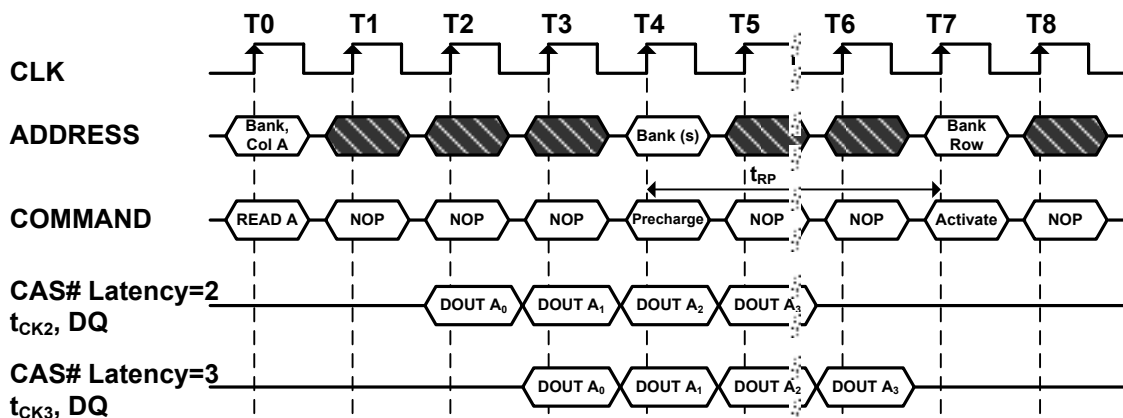 T0 T1 T2 T3 T4 T5 T6 T7 T8
CLK
ADDRESS
Bank, Col A
Bank (s)
Bank Row
tRP
COMMAND
READ A NOP NOP NOP Precharge NOP NOP Activate NOP
CAS# Latency=2
tCK2, DQ
DOUT A0 DOUT A1 DOUT A2 DOUT A3
CAS# Latency=3
tCK3, DQ
DOUT A0 DOUT A1 DOUT A2 DOUT A3